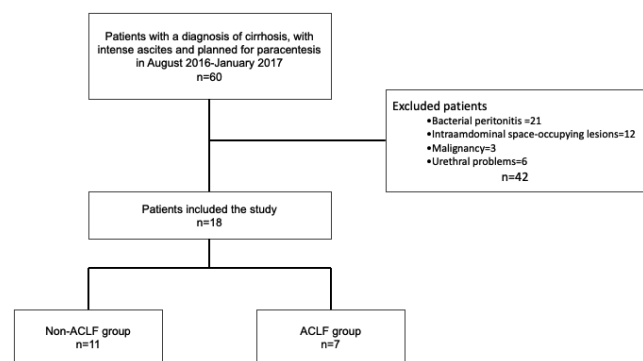 Patients with a diagnosis of cirrhosis, with
intense ascites and planned for paracentesis
in August 2016-January 2017
n=60
Excluded patients
•Bacterial peritonitis =21
•Intraamdominal space-occupying lesions=12
•Malignancy=3
•Urethral problems=6
n=42
Patients included the study
n=18
Non-ACLF group
n=11
ACLF group
n=7